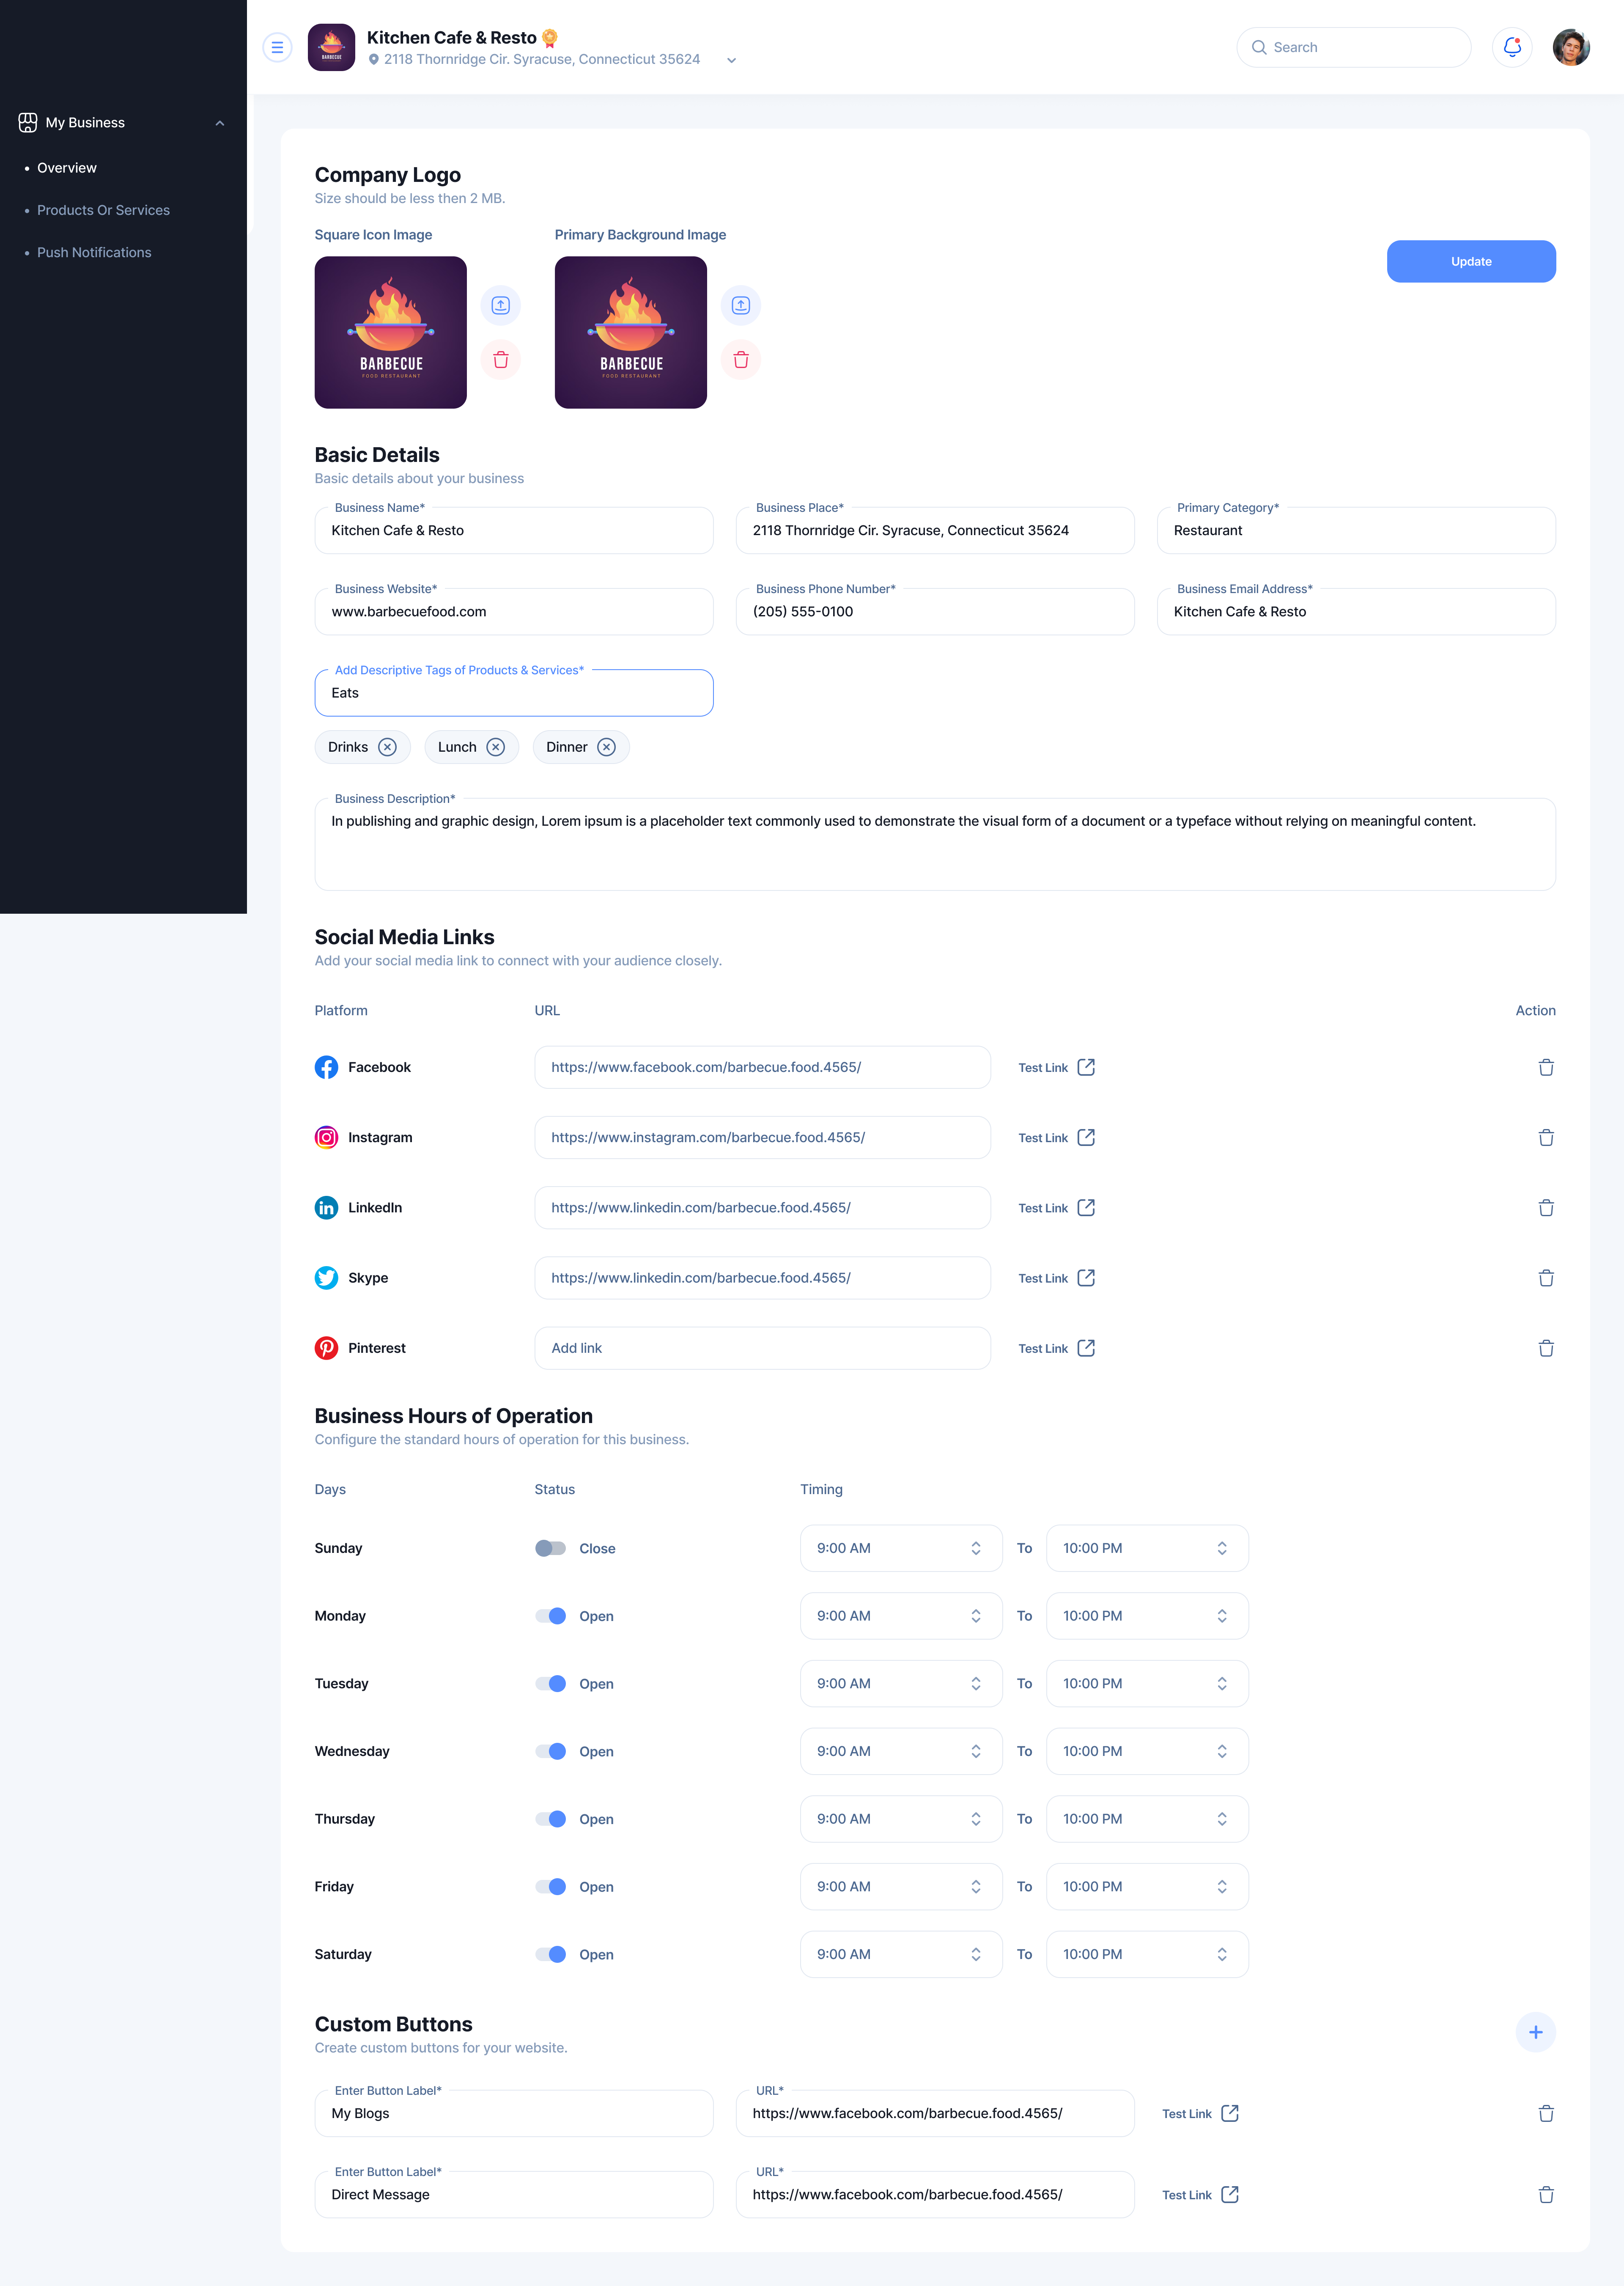 Kitchen Cafe & Resto
2118 Thornridge Cir. Syracuse, Connecticut 35624
Search
BARBECUE
My Business
Overview
Products Or Services
Push Notifications
Company Logo
Size should be less then 2 MB.
Square Icon Image
Primary Background Image
Update
BARBECUE
FOOD RESTAURANT
BARBECUE
FOOD RESTAURANT
Basic Details
Basic details about your business
Business Name*
Kitchen Cafe & Resto
Business Place*
2118 Thornridge Cir. Syracuse, Connecticut 35624
Primary Category*
Restaurant
Business Website*
www.barbecuefood.com
Business Phone Number*
(205) 555-0100
Business Email Address*
Kitchen Cafe & Resto
Add Descriptive Tags of Products & Services*
Eats
Drinks
Lunch
Dinner
Business Description*
In publishing and graphic design, Lorem ipsum is a placeholder text commonly used to demonstrate the visual form of a document or a typeface without relying on meaningful content.
Social Media Links
Add your social media link to connect with your audience closely.
Platform URL Action
Facebook https://www.facebook.com/barbecue.food.4565/ Test Link
Instagram https://www.instagram.com/barbecue.food.4565/ Test Link
LinkedIn https://www.linkedin.com/barbecue.food.4565/ Test Link
Skype https://www.linkedin.com/barbecue.food.4565/ Test Link
Pinterest Add link Test Link
Business Hours of Operation
Configure the standard hours of operation for this business.
Days Status Timing
Sunday Close 9:00 AM To 10:00 PM
Monday Open 9:00 AM To 10:00 PM
Tuesday Open 9:00 AM To 10:00 PM
Wednesday Open 9:00 AM To 10:00 PM
Thursday Open 9:00 AM To 10:00 PM
Friday Open 9:00 AM To 10:00 PM
Saturday Open 9:00 AM To 10:00 PM
Custom Buttons
Create custom buttons for your website.
Enter Button Label*
My Blogs
URL*
https://www.facebook.com/barbecue.food.4565/
Test Link
Enter Button Label*
Direct Message
URL*
https://www.facebook.com/barbecue.food.4565/
Test Link